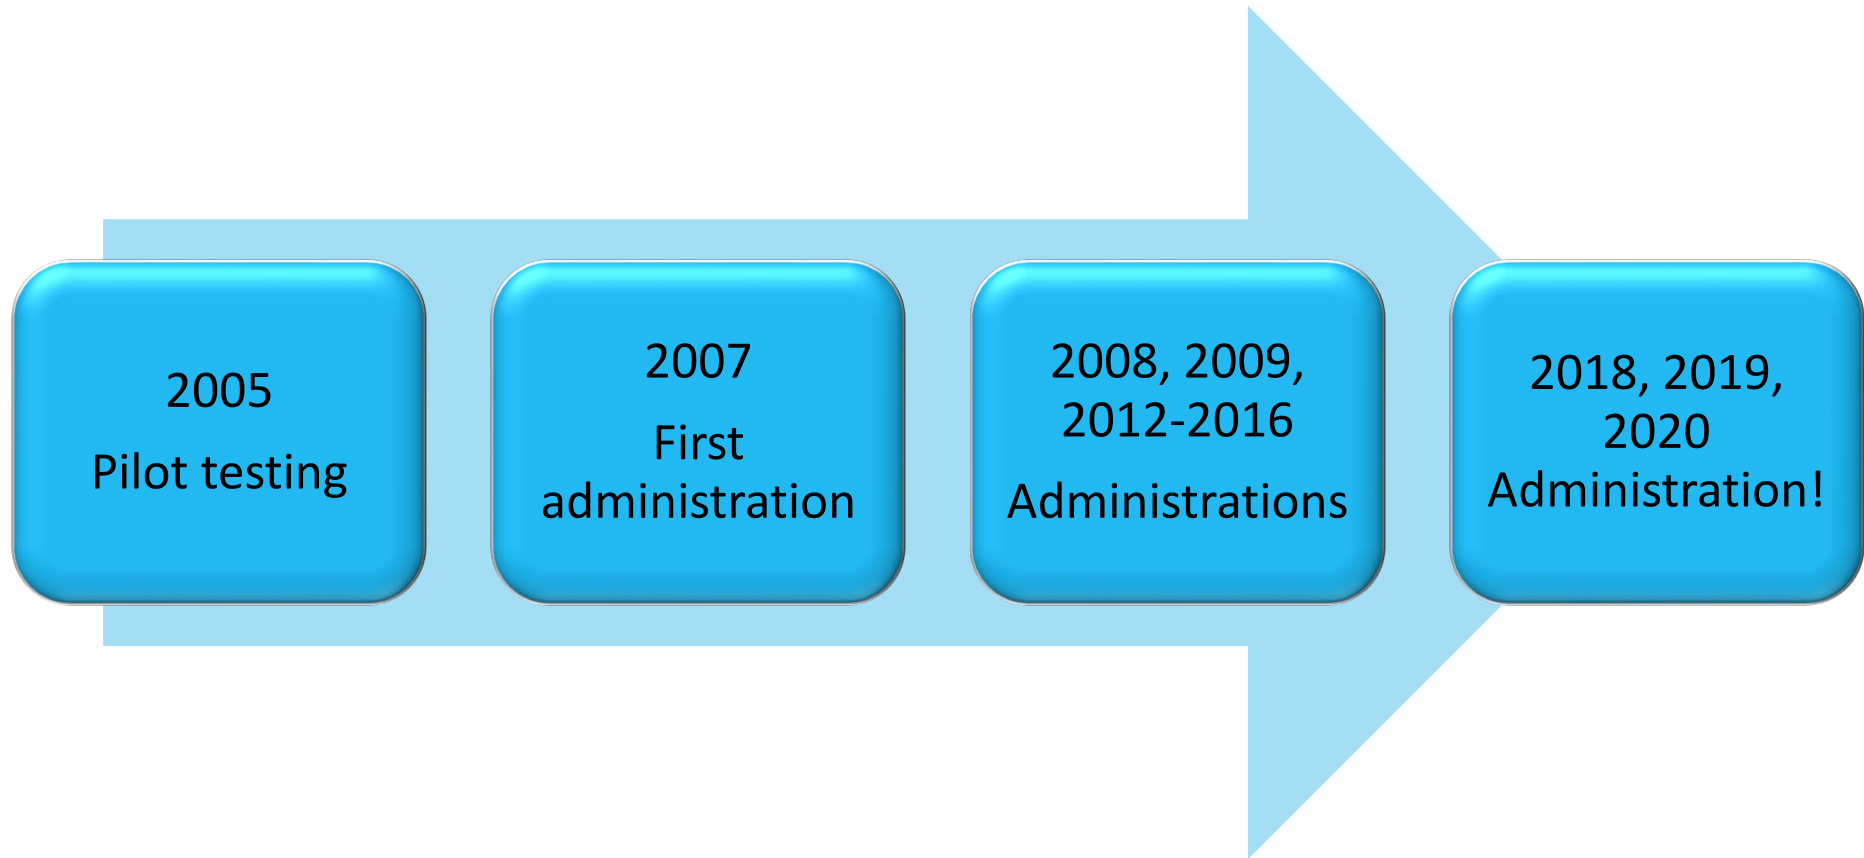 2005
Pilot testing
2007
First
administration
2008, 2009,
2012-2016
Administrations
2018, 2019,
2020
Administration!